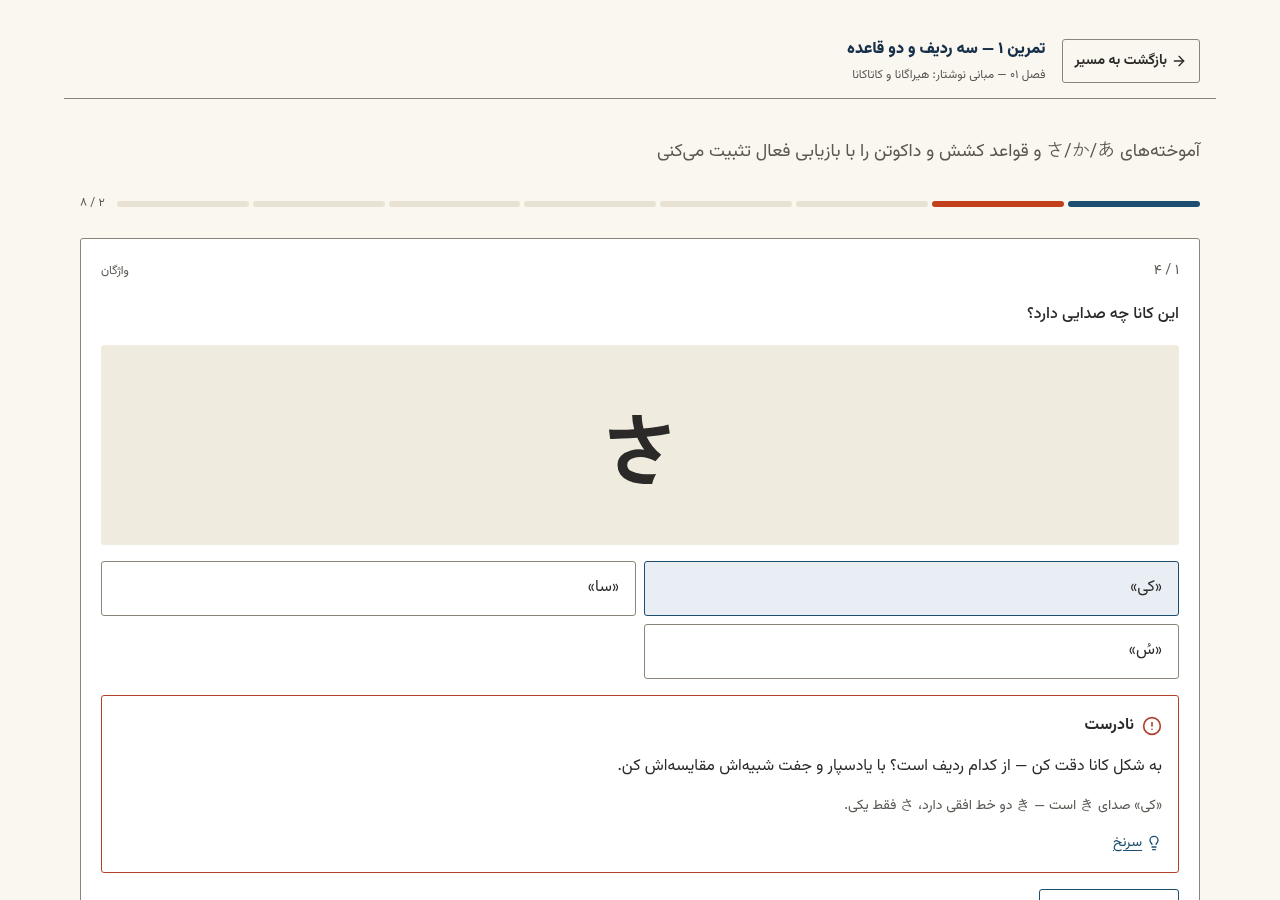 بازگشت به مسیر
تمرین ۱ — سه ردیف و دو قاعده
فصل ۰۱ — مبانی نوشتار: هیراگانا و کاتاکانا
آموخته‌های あ/か/さ و قواعد کشش و داکوتن را با بازیابی فعال تثبیت می‌کنی
۲ / ۸
۱ / ۴
واژگان
این کانا چه صدایی دارد؟
さ
«کی»
«سا»
«سُ»
نادرست
به شکل کانا دقت کن — از کدام ردیف است؟ با یادسپار و جفت شبیه‌اش مقایسه‌اش کن.
«کی» صدای き است — き دو خط افقی دارد، さ فقط یکی.
سرنخ